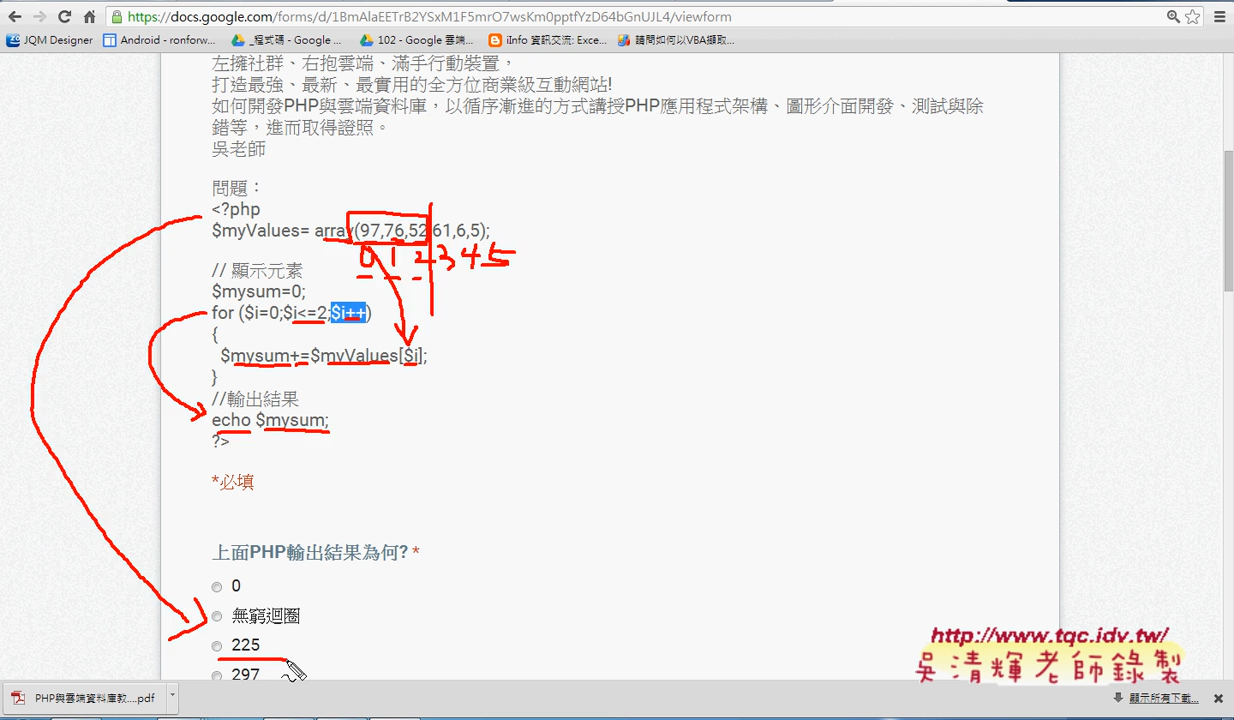 https://docs.google.com/forms/d/1BmAlaEETrB2YSxM1F5mrO7wsKm0pptfYzD64bGnUJL4/viewform
JQM Designer
Android - ronforw...
_程式碼 - Google ...
102 - Google 雲端...
iInfo 資訊交流: Exce...
請問如何以VBA擷取...
左擁社群、右抱雲端、滿手行動裝置，
打造最強、最新、最實用的全方位商業級互動網站!
如何開發PHP與雲端資料庫，以循序漸進的方式講授PHP應用程式架構、圖形介面開發、測試與除
錯等，進而取得證照。
吳老師
問題：
<?php
$myValues= array(97,76,52,61,6,5);
0 1 2 3 4 5
// 顯示元素
$mysum=0;
for ($i=0;$i<=2;$i++)
{
$mysum+=$myValues[$i];
}
//輸出結果
echo $mysum;
?>
*必填
上面PHP輸出結果為何? *
0
無窮迴圈
225
297
http://www.tqc.idv.tw/
吳清輝老師錄製
PHP與雲端資料庫教....pdf
顯示所有下載...